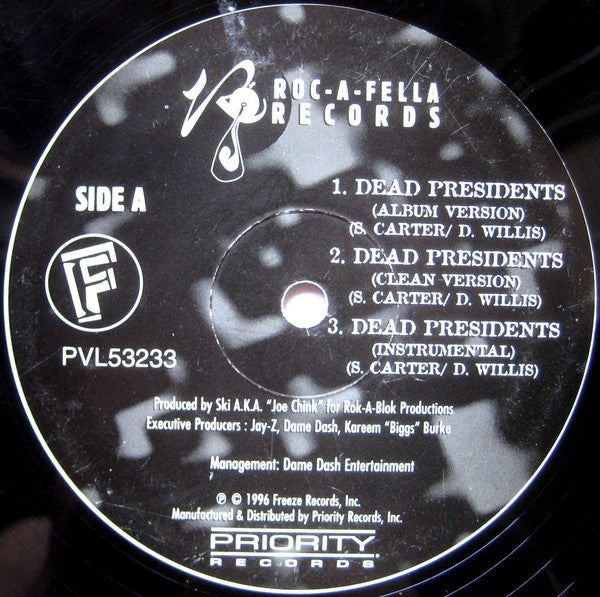 ROC-A-FELLA
RECORDS
SIDE A
1. DEAD PRESIDENTS
(ALBUM VERSION)
(S. CARTER/ D. WILLIS)
2. DEAD PRESIDENTS
(CLEAN VERSION)
(S. CARTER/ D. WILLIS)
3. DEAD PRESIDENTS
(INSTRUMENTAL)
(S. CARTER/ D. WILLIS)
F
PVL53233
Produced by Ski A.K.A. "Joe Chink" for Rok-A-Blok Productions
Executive Producers : Jay-Z, Dame Dash, Kareem "Biggs" Burke
Management: Dame Dash Entertainment
℗ © 1996 Freeze Records, Inc.
Manufactured & Distributed by Priority Records, Inc.
PRIORITY
RECORDS